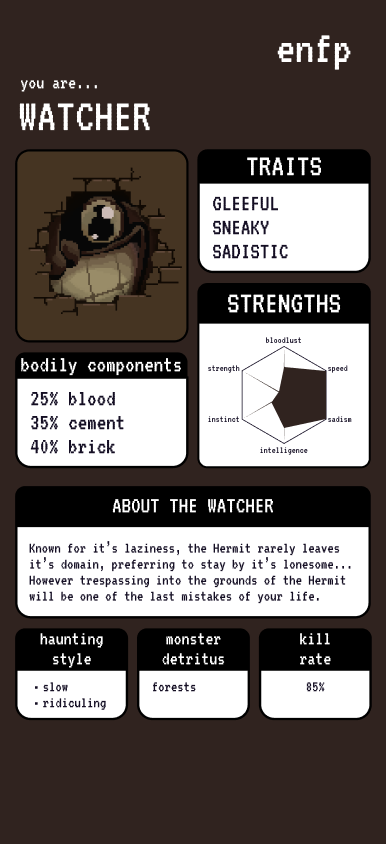 enfp
you are...
WATCHER
TRAITS
GLEEFUL
SNEAKY
SADISTIC
STRENGTHS
bloodlust
strength
speed
instinct
sadism
intelligence
bodily components
25% blood
35% cement
40% brick
ABOUT THE WATCHER
Known for it's laziness, the Hermit rarely leaves
it's domain, preferring to stay by it's lonesome...
However trespassing into the grounds of the Hermit
will be one of the last mistakes of your life.
haunting
style
• slow
• ridiculing
monster
detritus
forests
kill
rate
85%